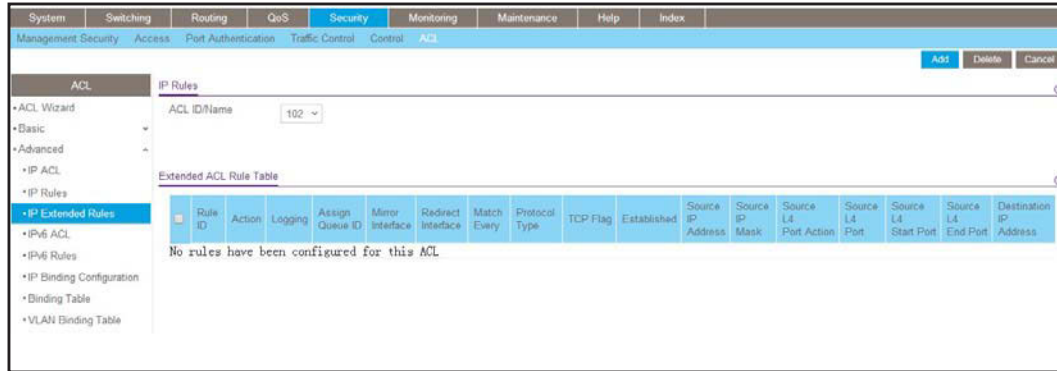 System Switching Routing QoS Security Monitoring Maintenance Help Index
Management Security Access Port Authentication Traffic Control Control ACL
Add Delete Cancel
ACL
IP Rules
ACL Wizard
ACL ID/Name 102
Basic
Advanced
IP ACL
Extended ACL Rule Table
IP Rules
IP Extended Rules
Rule ID Action Logging Assign Queue ID Mirror Interface Redirect Interface Match Every Protocol Type TCP Flag Established Source IP Address Source IP Mask Source L4 Port Action Source L4 Port Source L4 Start Port Source L4 End Port Destination IP Address
IPv6 ACL
No rules have been configured for this ACL
IPv6 Rules
IP Binding Configuration
Binding Table
VLAN Binding Table